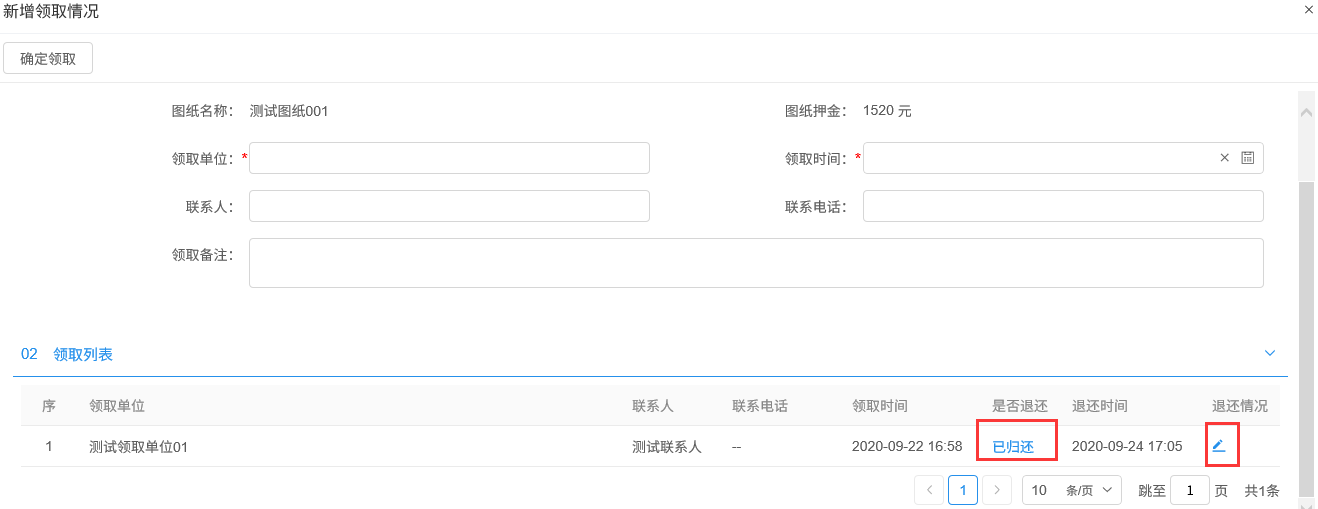 新增领取情况
确定领取
图纸名称： 测试图纸001 图纸押金： 1520 元
领取单位：* 领取时间：*
联系人： 联系电话：
领取备注：
02 领取列表
序 领取单位 联系人 联系电话 领取时间 是否退还 退还时间 退还情况
1 测试领取单位01 测试联系人 -- 2020-09-22 16:58 已归还 2020-09-24 17:05
1 10 条/页 跳至 1 页 共1条